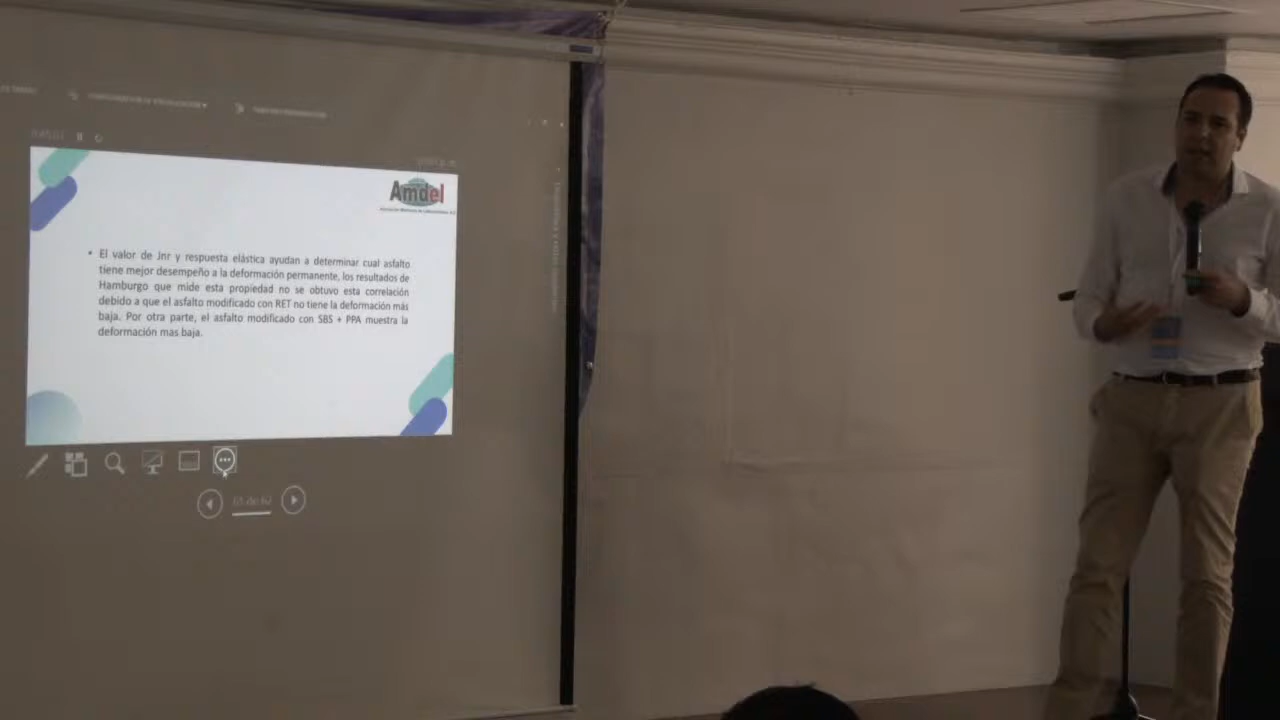 Amdel
• El valor de Jnr y respuesta elástica ayudan a determinar cual asfalto
tiene mejor desempeño a la deformación permanente, los resultados de
Hamburgo que mide esta propiedad no se obtuvo esta correlación
debido a que el asfalto modificado con RET no tiene la deformación más
baja. Por otra parte, el asfalto modificado con SBS + PPA muestra la
deformación mas baja.